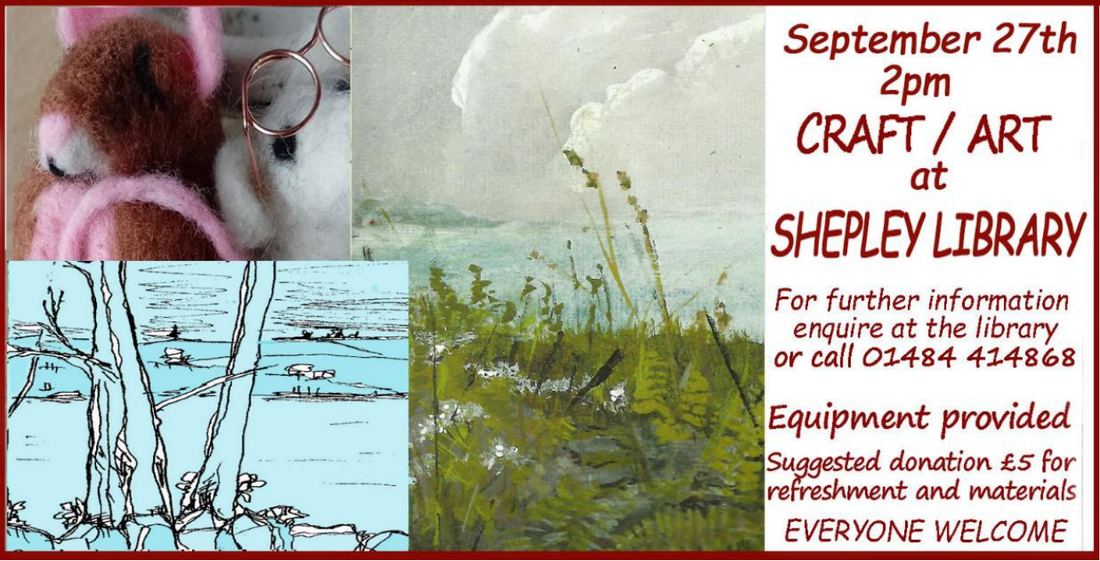 September 27th
2pm
CRAFT / ART
at
SHEPLEY LIBRARY
For further information
enquire at the library
or call 01484 414868
Equipment provided
Suggested donation £5 for
refreshment and materials
EVERYONE WELCOME